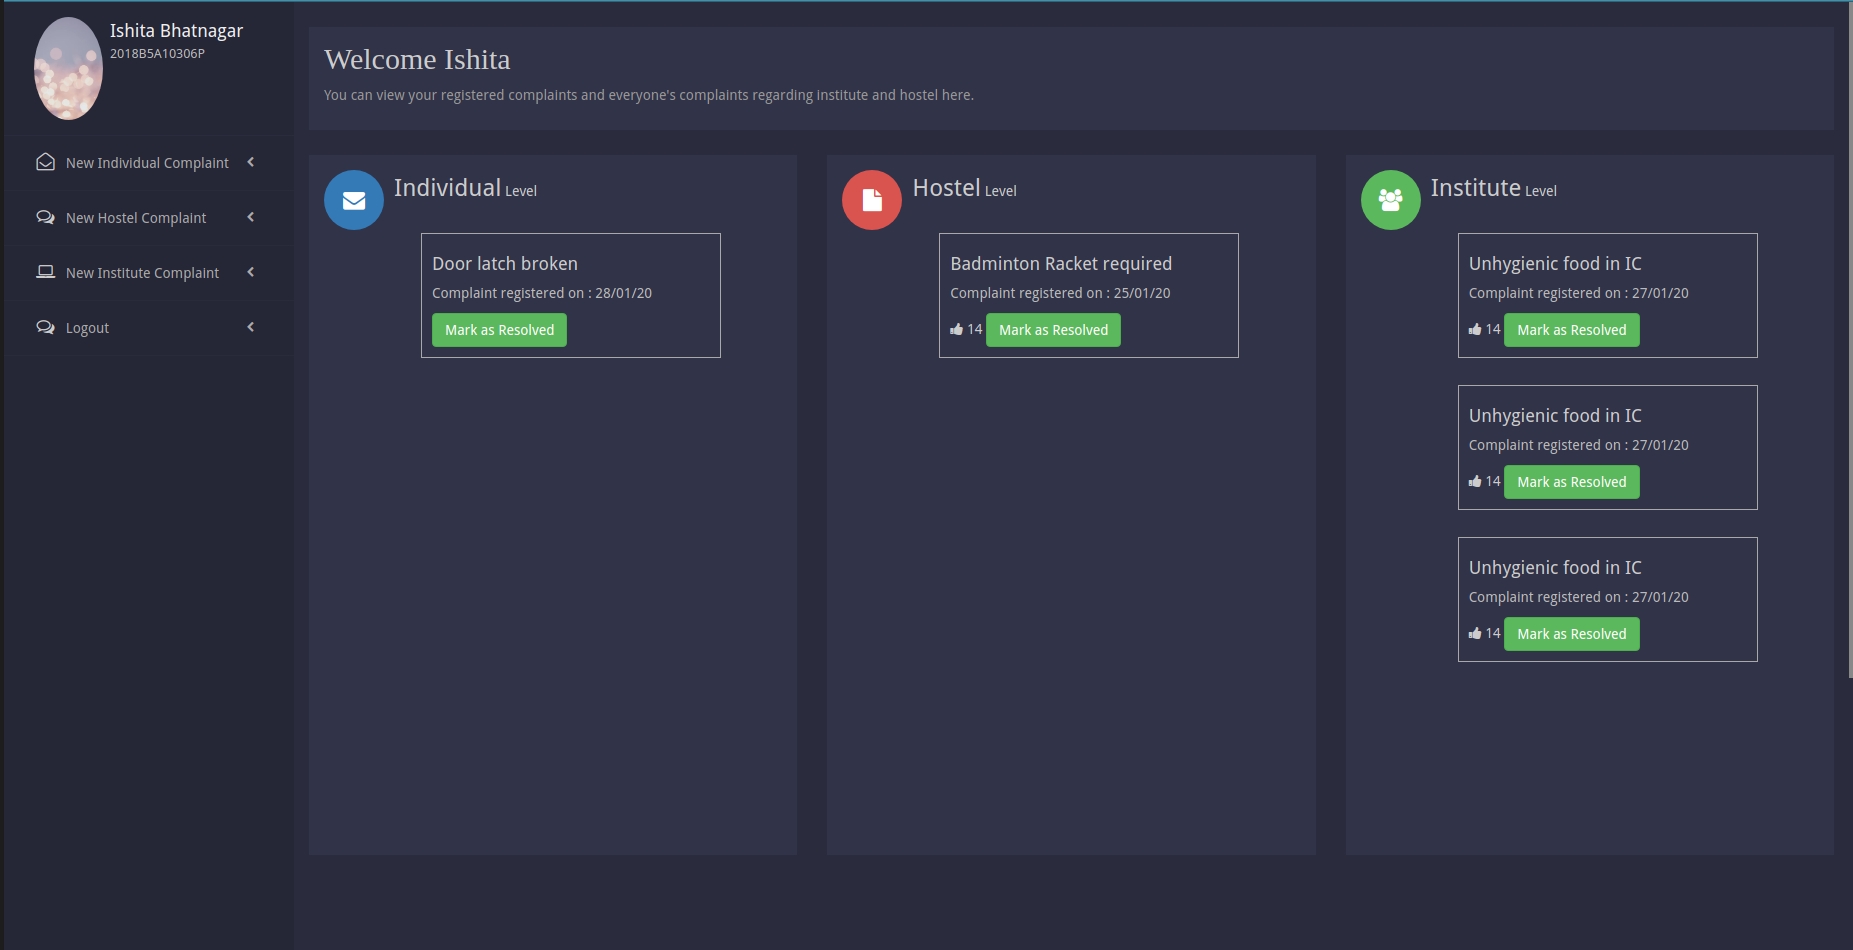 Ishita Bhatnagar
2018B5A10306P
New Individual Complaint
New Hostel Complaint
New Institute Complaint
Logout
Welcome Ishita
You can view your registered complaints and everyone's complaints regarding institute and hostel here.
Individual Level
Door latch broken
Complaint registered on : 28/01/20
Mark as Resolved
Hostel Level
Badminton Racket required
Complaint registered on : 25/01/20
14 Mark as Resolved
Institute Level
Unhygienic food in IC
Complaint registered on : 27/01/20
14 Mark as Resolved
Unhygienic food in IC
Complaint registered on : 27/01/20
14 Mark as Resolved
Unhygienic food in IC
Complaint registered on : 27/01/20
14 Mark as Resolved